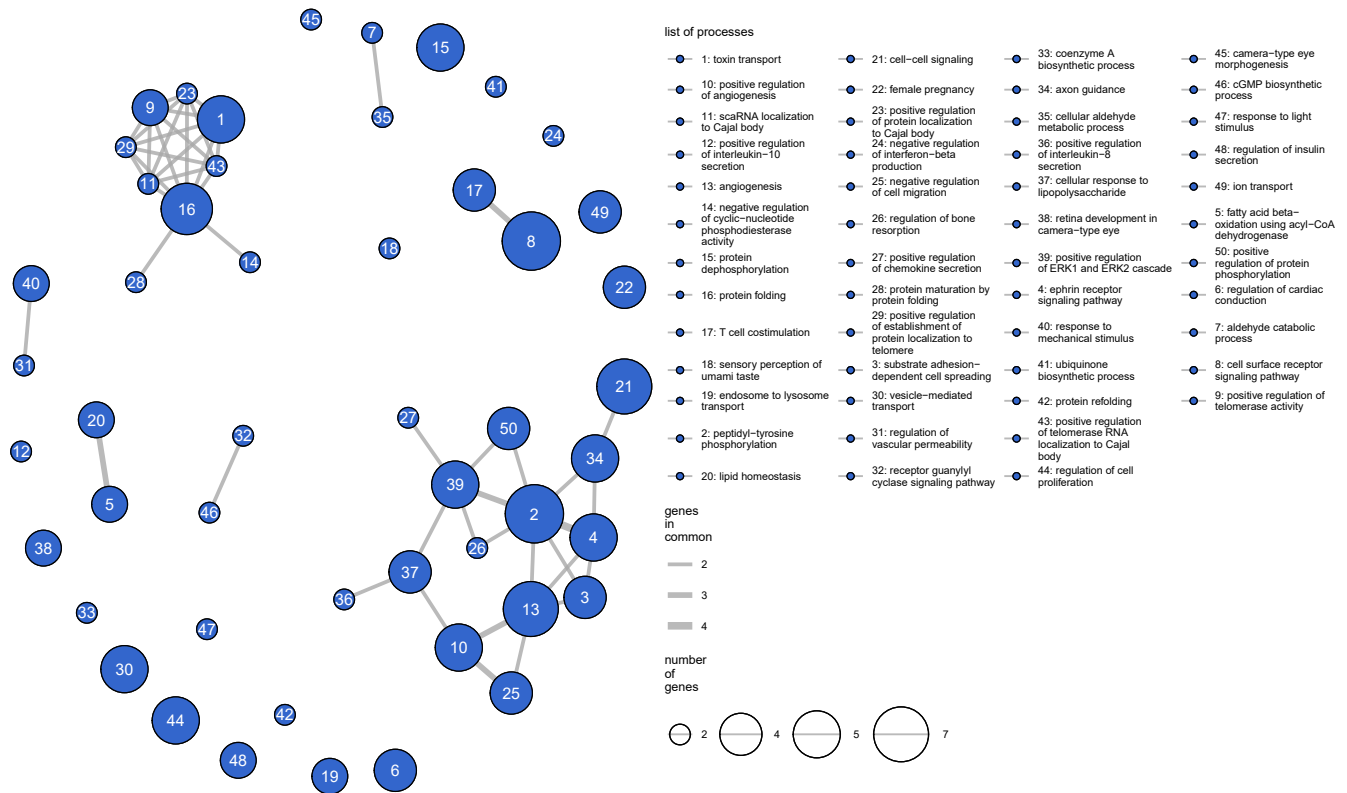 45
7
15
41
35
24
23
9
1
29
43
11
16
14
28
17
8
49
18
22
40
31
20
5
12
32
46
38
33
47
30
44
42
48
19
6
21
27
50
34
39
2
4
26
37
36
3
13
10
25
list of processes
1: toxin transport
10: positive regulation
of angiogenesis
11: scaRNA localization
to Cajal body
12: positive regulation
of interleukin−10
secretion
13: angiogenesis
14: negative regulation
of cyclic−nucleotide
phosphodiesterase
activity
15: protein
dephosphorylation
16: protein folding
17: T cell costimulation
18: sensory perception of
umami taste
19: endosome to lysosome
transport
2: peptidyl−tyrosine
phosphorylation
20: lipid homeostasis
21: cell−cell signaling
22: female pregnancy
23: positive regulation
of protein localization
to Cajal body
24: negative regulation
of interferon−beta
production
25: negative regulation
of cell migration
26: regulation of bone
resorption
27: positive regulation
of chemokine secretion
28: protein maturation by
protein folding
29: positive regulation
of establishment of
protein localization to
telomere
3: substrate adhesion−
dependent cell spreading
30: vesicle−mediated
transport
31: regulation of
vascular permeability
32: receptor guanylyl
cyclase signaling pathway
33: coenzyme A
biosynthetic process
34: axon guidance
35: cellular aldehyde
metabolic process
36: positive regulation
of interleukin−8
secretion
37: cellular response to
lipopolysaccharide
38: retina development in
camera−type eye
39: positive regulation
of ERK1 and ERK2 cascade
4: ephrin receptor
signaling pathway
40: response to
mechanical stimulus
41: ubiquinone
biosynthetic process
42: protein refolding
43: positive regulation
of telomerase RNA
localization to Cajal
body
44: regulation of cell
proliferation
45: camera−type eye
morphogenesis
46: cGMP biosynthetic
process
47: response to light
stimulus
48: regulation of insulin
secretion
49: ion transport
5: fatty acid beta−
oxidation using acyl−CoA
dehydrogenase
50: positive
regulation of protein
phosphorylation
6: regulation of cardiac
conduction
7: aldehyde catabolic
process
8: cell surface receptor
signaling pathway
9: positive regulation of
telomerase activity
genes
in
common
2
3
4
number
of
genes
2
4
5
7